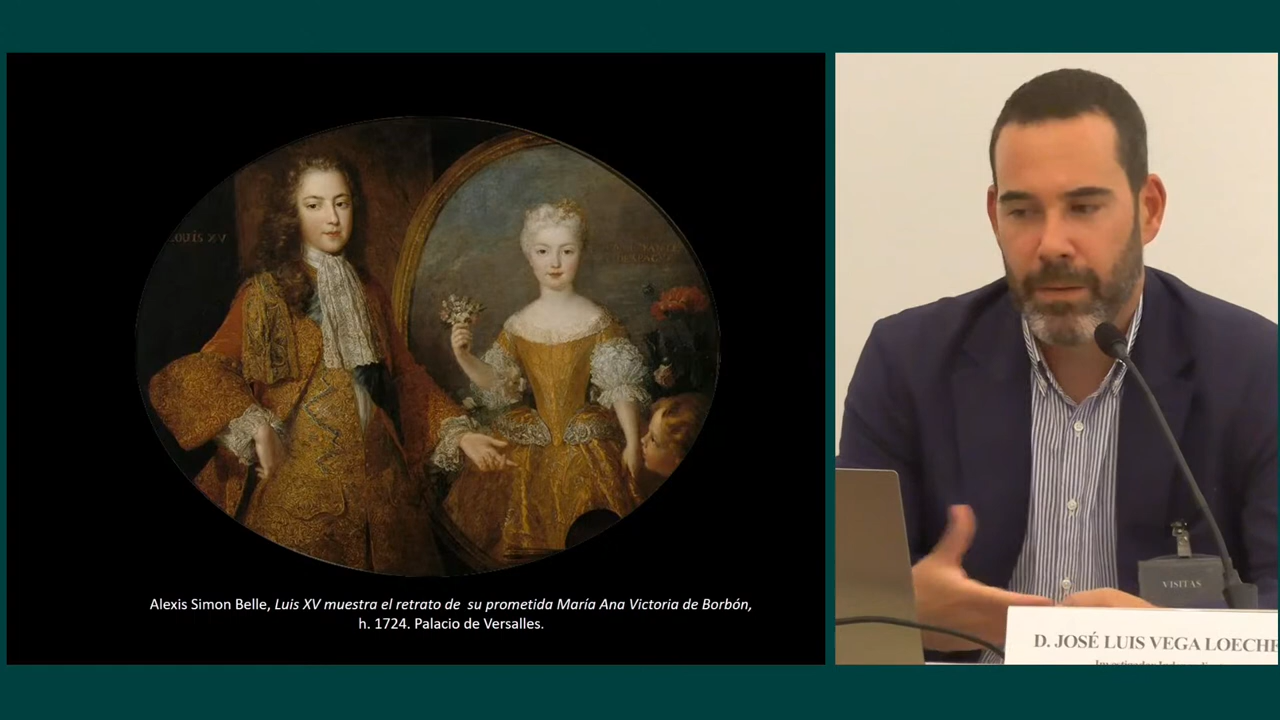 LOUIS XV
Alexis Simon Belle, Luis XV muestra el retrato de su prometida María Ana Victoria de Borbón,
h. 1724. Palacio de Versalles.
VISITAS
D. JOSÉ LUIS VEGA LOECHE